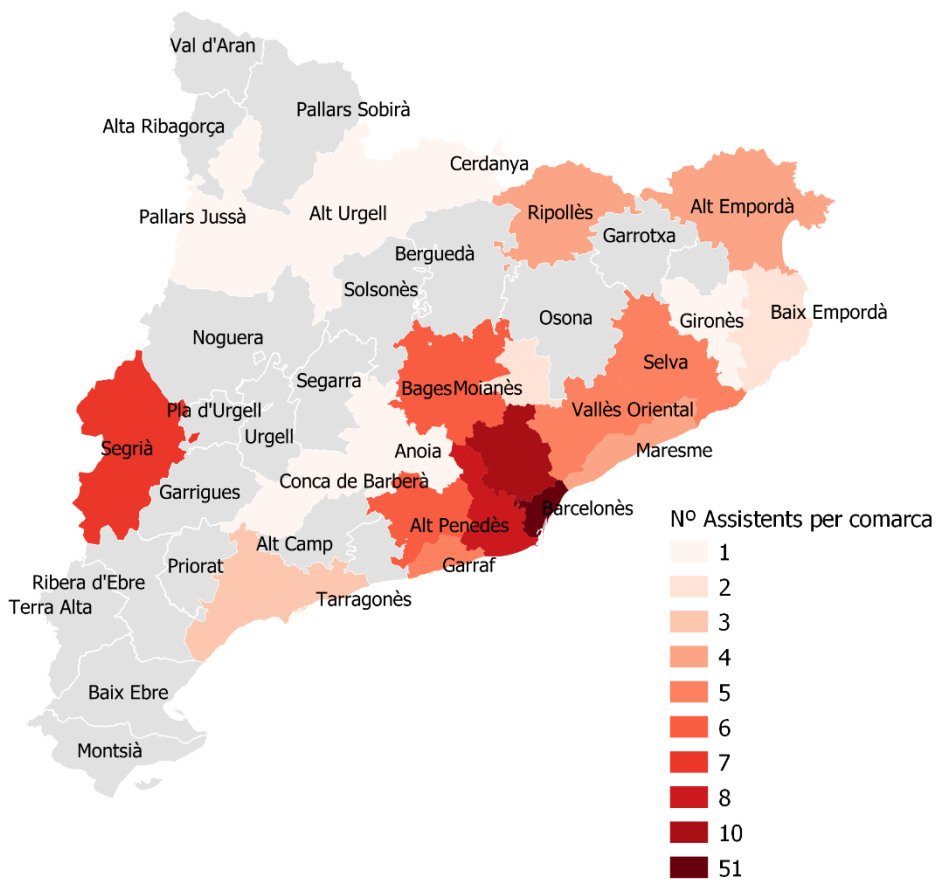 Val d'Aran
Pallars Sobirà
Alta Ribagorça
Cerdanya
Pallars Jussà
Alt Urgell
Ripollès
Alt Empordà
Garrotxa
Berguedà
Solsonès
Baix Empordà
Osona
Gironès
Noguera
Selva
Segarra
Bages
Moianès
Pla d'Urgell
Vallès Oriental
Urgell
Segrià
Anoia
Maresme
Conca de Barberà
Garrigues
Barcelonès
Alt Penedès
Alt Camp
Priorat
Garraf
Ribera d'Ebre
Tarragonès
Terra Alta
Baix Ebre
Montsià
Nº Assistents per comarca
1
2
3
4
5
6
7
8
10
51